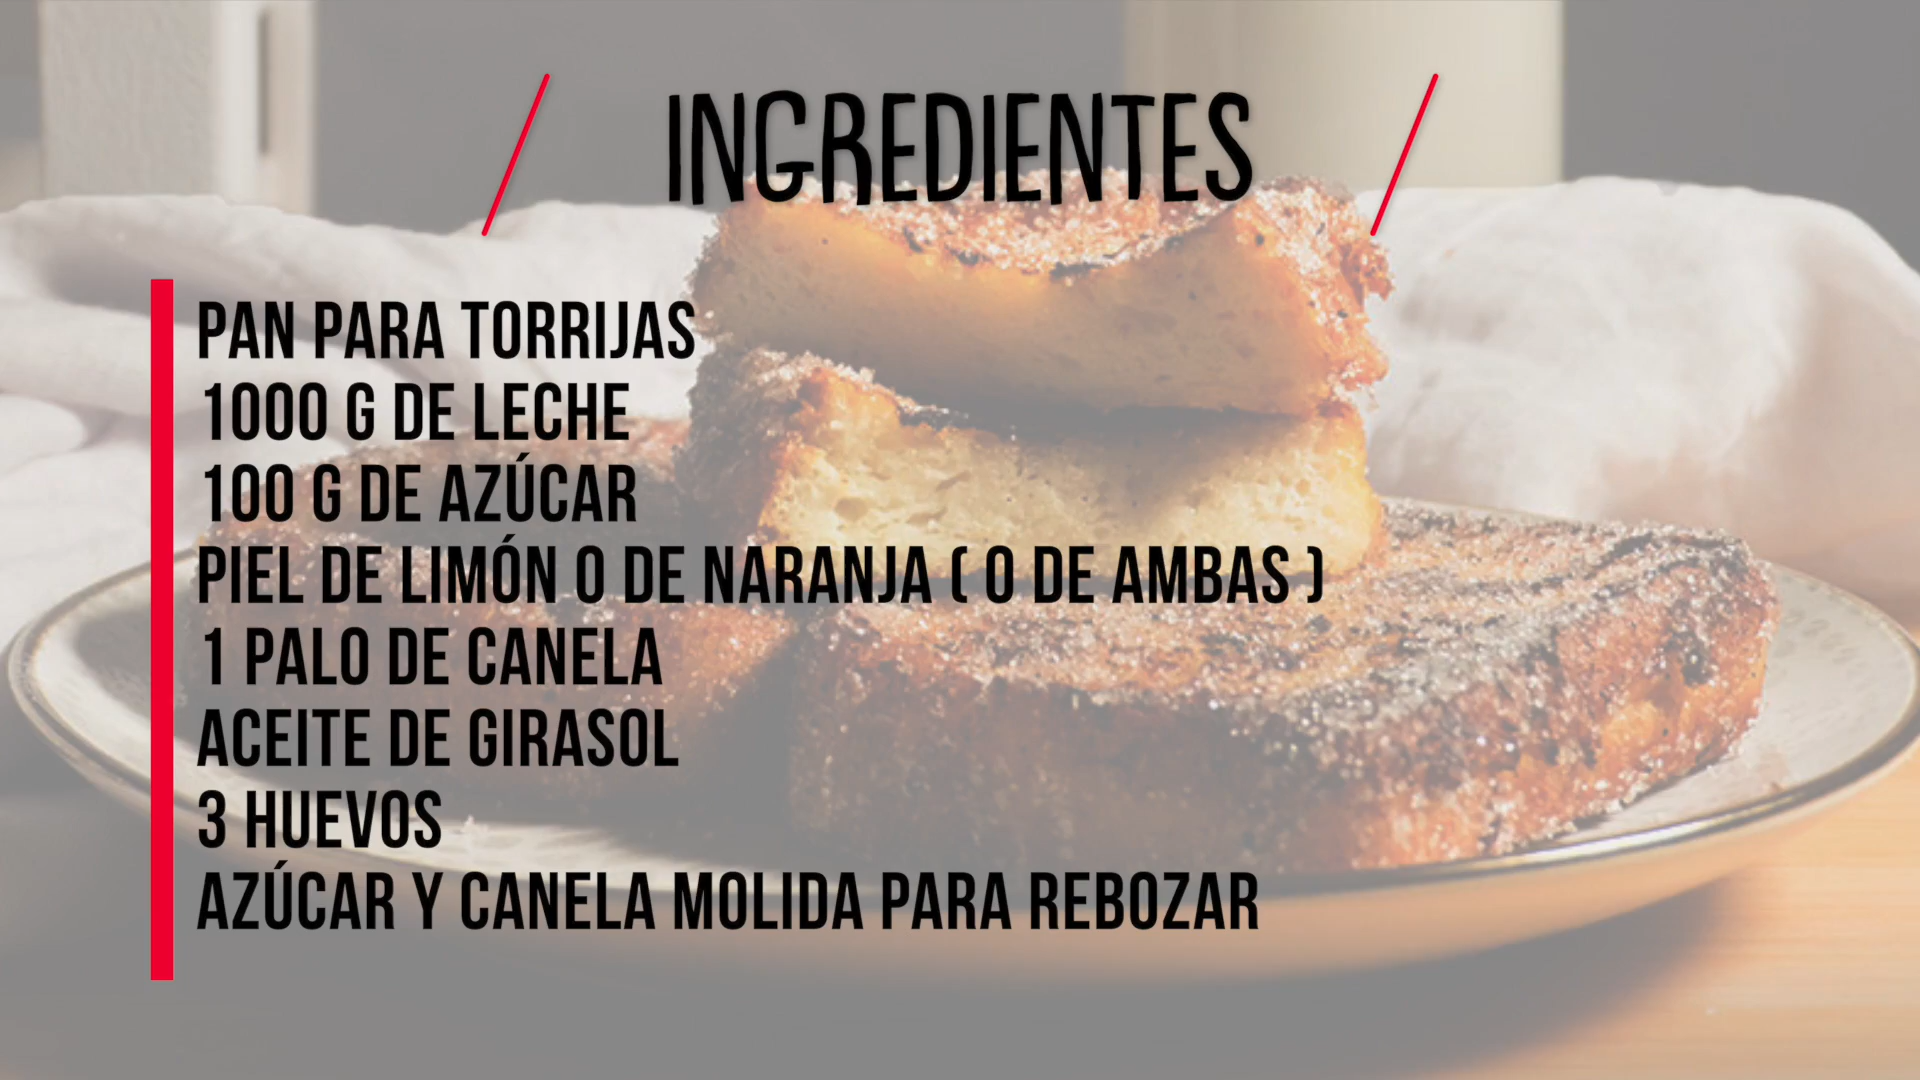 INGREDIENTES
PAN PARA TORRIJAS
1000 G DE LECHE
100 G DE AZÚCAR
PIEL DE LIMÓN O DE NARANJA ( O DE AMBAS )
1 PALO DE CANELA
ACEITE DE GIRASOL
3 HUEVOS
AZÚCAR Y CANELA MOLIDA PARA REBOZAR